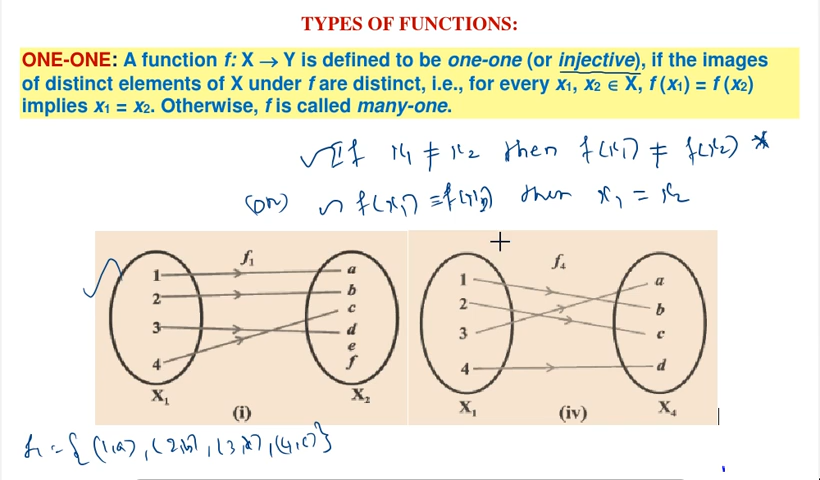 TYPES OF FUNCTIONS:
ONE-ONE: A function f: X → Y is defined to be one-one (or injective), if the images
of distinct elements of X under f are distinct, i.e., for every x₁, x₂ ∈ X, f (x₁) = f (x₂)
implies x₁ = x₂. Otherwise, f is called many-one.
If x₁ ≠ x₂ then f(x₁) ≠ f(x₂) *
(or) f(x₁) = f(x₂) then x₁ = x₂
f₁
1 a
2 b
c
3 d
e
4 f
X₁ X₂
(i)
f₄
1 a
2 b
3 c
4 d
X₁ X₄
(iv)
f₁ = { (1,a), (2,b), (3,d), (4,c) }